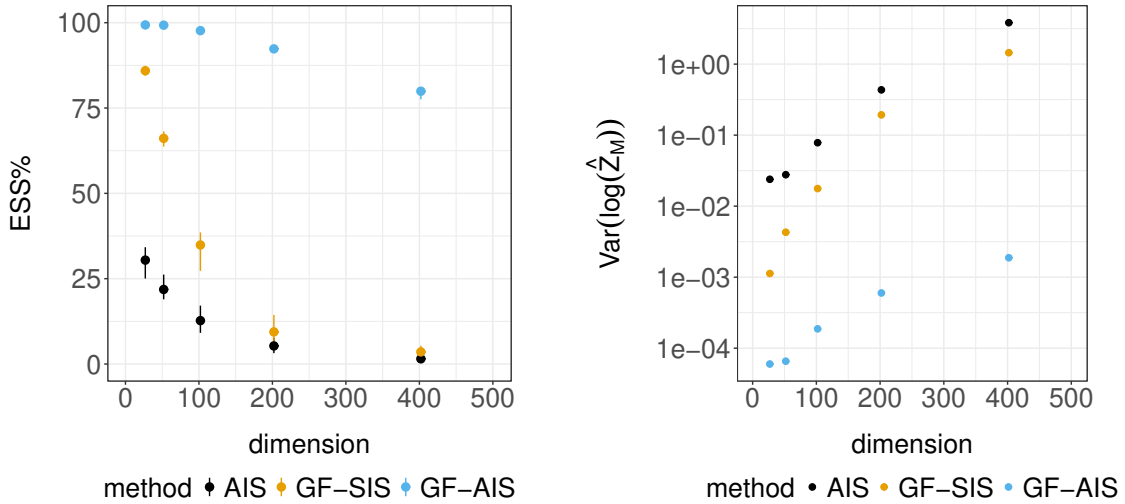 ESS%
100
75
50
25
0
0 100 200 300 400 500
dimension
method AIS GF−SIS GF−AIS
Var(log(Ẑ_M))
1e+00
1e−01
1e−02
1e−03
1e−04
0 100 200 300 400 500
dimension
method AIS GF−SIS GF−AIS